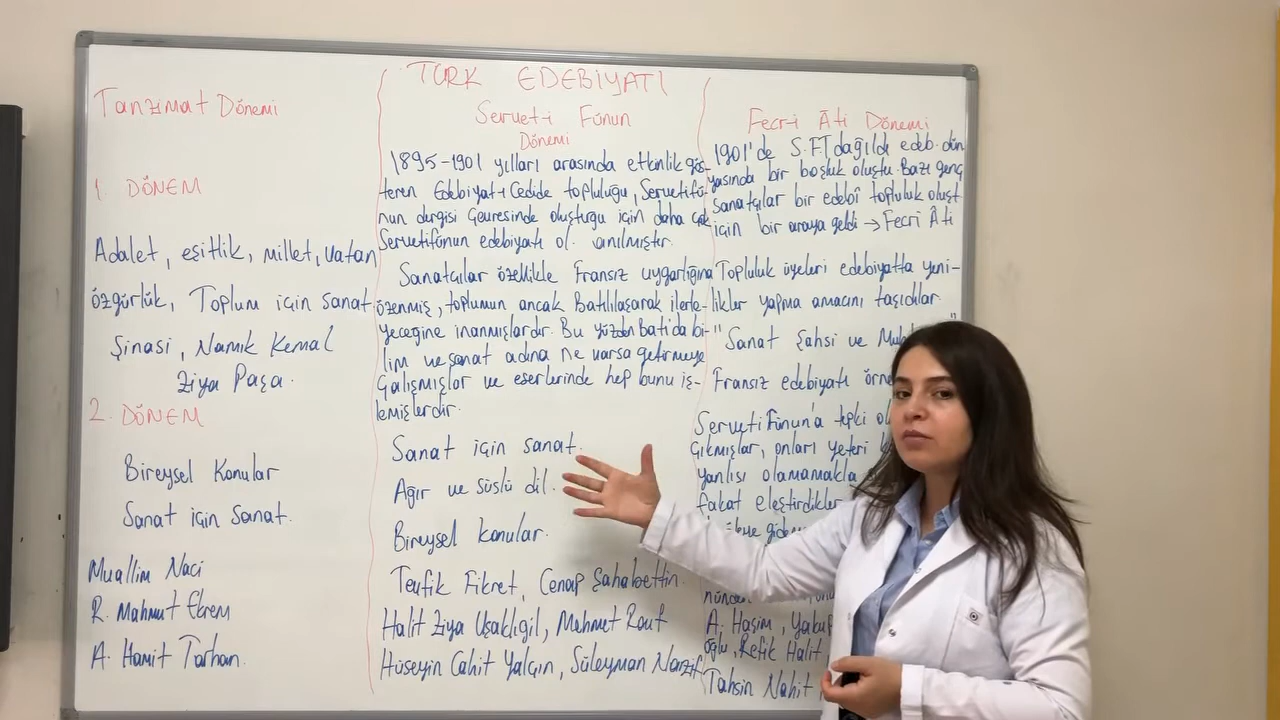 TÜRK EDEBİYATI
Tanzimat Dönemi
1. DÖNEM
Adalet, eşitlik, millet, vatan
özgürlük, Toplum için sanat.
Şinasi, Namık Kemal
Ziya Paşa.
2. DÖNEM
Bireysel Konular
Sanat için Sanat.
Muallim Naci
R. Mahmut Ekrem
A. Hamit Tarhan.
Servet-i Fünun
Dönemi
1895-1901 yılları arasında etkinlik gös-
teren Edebiyat-ı Cedide topluluğu, Servetifü-
nun dergisi çevresinde oluştuğu için daha çok
Servetifünun edebiyatı ol. anılmıştır.
Sanatçılar özellikle Fransız uygarlığına
özenmiş, toplumun ancak Batılılaşarak ilerle-
yeceğine inanmışlardır. Bu yüzden Batı'da bi-
lim ve sanat adına ne varsa getirmeye
çalışmışlar ve eserlerinde hep bunu iş-
lemişlerdir.
Sanat için sanat.
Ağır ve süslü dil.
Bireysel konular.
Tevfik Fikret, Cenap Şahabettin.
Halit Ziya Uşaklıgil, Mehmet Rauf
Hüseyin Cahit Yalçın, Süleyman Nazif
Fecr-i Âti Dönemi
1901'de S.F.T dağıldı edeb. dün
yasında bir boşluk oluştu. Bazı genç
sanatçılar bir edebî topluluk oluşt
için bir araya geldi → Fecri Âti
Topluluk üyeleri edebiyatta yeni-
likler yapma amacını taşıdılar.
"Sanat Şahsi ve "
Fransız edebiyatı
Servetifünun'a tepki
çıkmışlar, onları yeteri
yanlısı olamamakla
fakat eleştirdikler
A. Haşim, Yakup
oğlu, Refik Halit
Tahsin Nahit